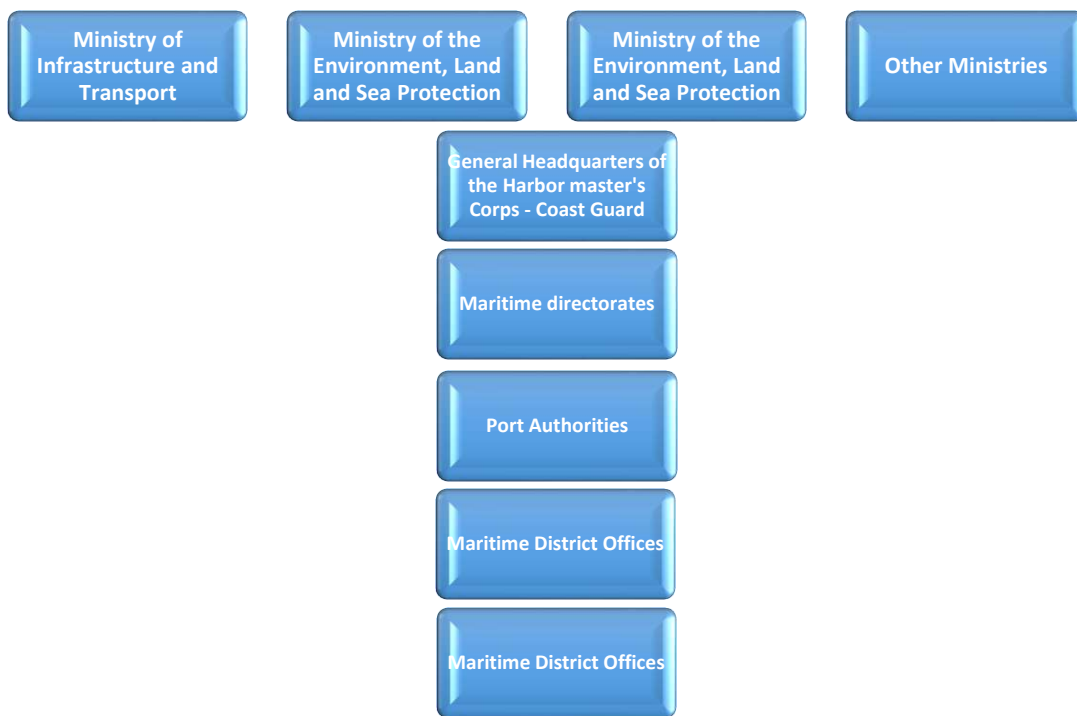 Ministry of
Infrastructure and
Transport
Ministry of the
Environment, Land
and Sea Protection
Ministry of the
Environment, Land
and Sea Protection
Other Ministries
General Headquarters of
the Harbor master's
Corps - Coast Guard
Maritime directorates
Port Authorities
Maritime District Offices
Maritime District Offices